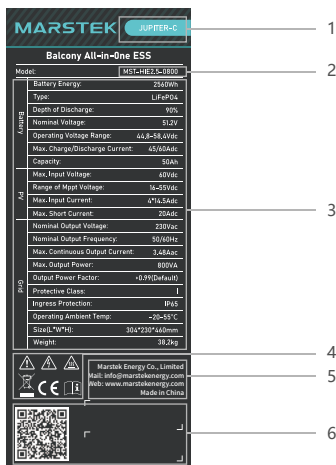 MARSTEK JUPITER-C 1
Balcony All-in-One ESS
Model: MST-HIE2.5-0800 2
Battery
Battery Energy: 2560Wh
Type: LiFePO4
Depth of Discharge: 90%
Nominal Voltage: 51.2V
Operating Voltage Range: 44,8-58,4Vdc
Max. Charge/Discharge Current: 45/60Adc
Capacity: 50Ah
PV
Max, Input Voltage: 60Vdc
Range of Mppt Voltage: 16-55Vdc
Max. Input Current: 4*14.5Adc
Max. Short Current: 20Adc
3
Grid
Nominal Output Voltage: 230Vac
Nominal Output Frequency: 50/60Hz
Max. Continuous Output Current: 3,48Aac
Max. Output Power: 800VA
Output Power Factor: +0.99(Default)
Protective Class: I
Ingress Protection: IP65
Operating Ambient Temp: -20-55°C
Size(L*W*H): 304*230*460mm
Weight: 38,2kg
4
CE
Marstek Energy Co., Limited
Mail: info@marstekenergy.com 5
Web: www.marstekenergy.com
Made in China
6